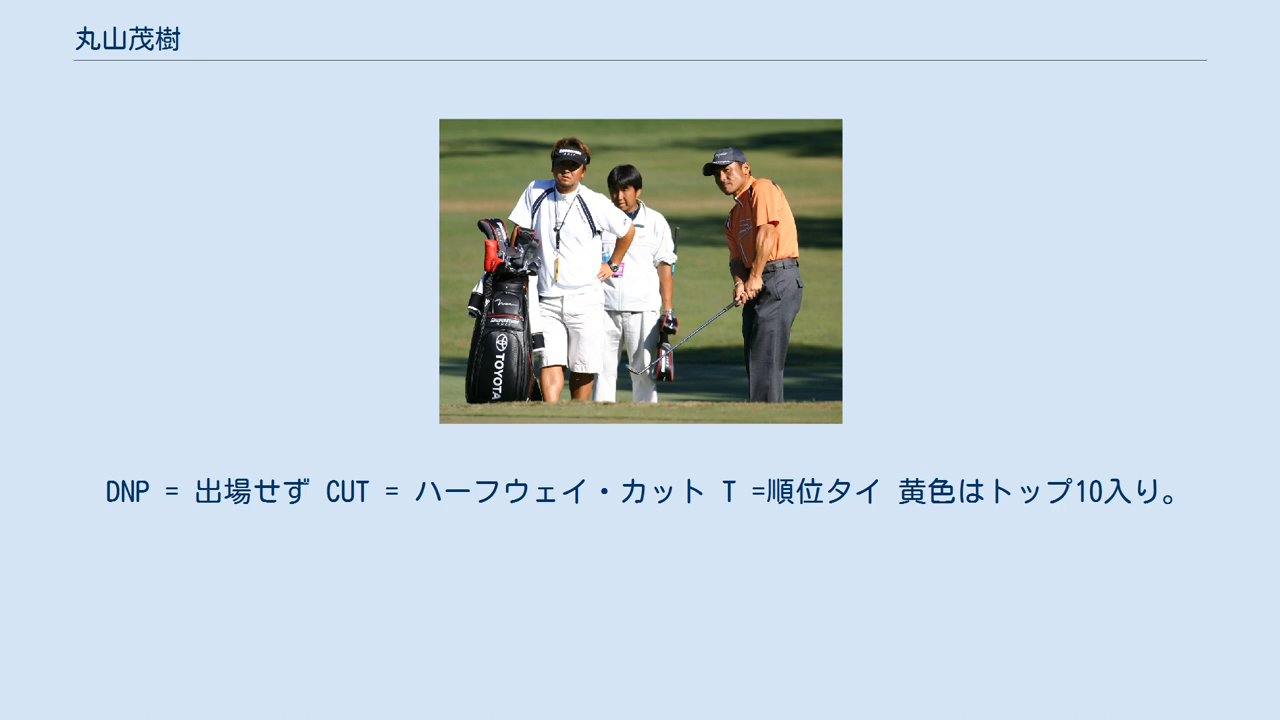 丸山茂樹
TOYOTA
DNP = 出場せず CUT = ハーフウェイ・カット T =順位タイ 黄色はトップ10入り。